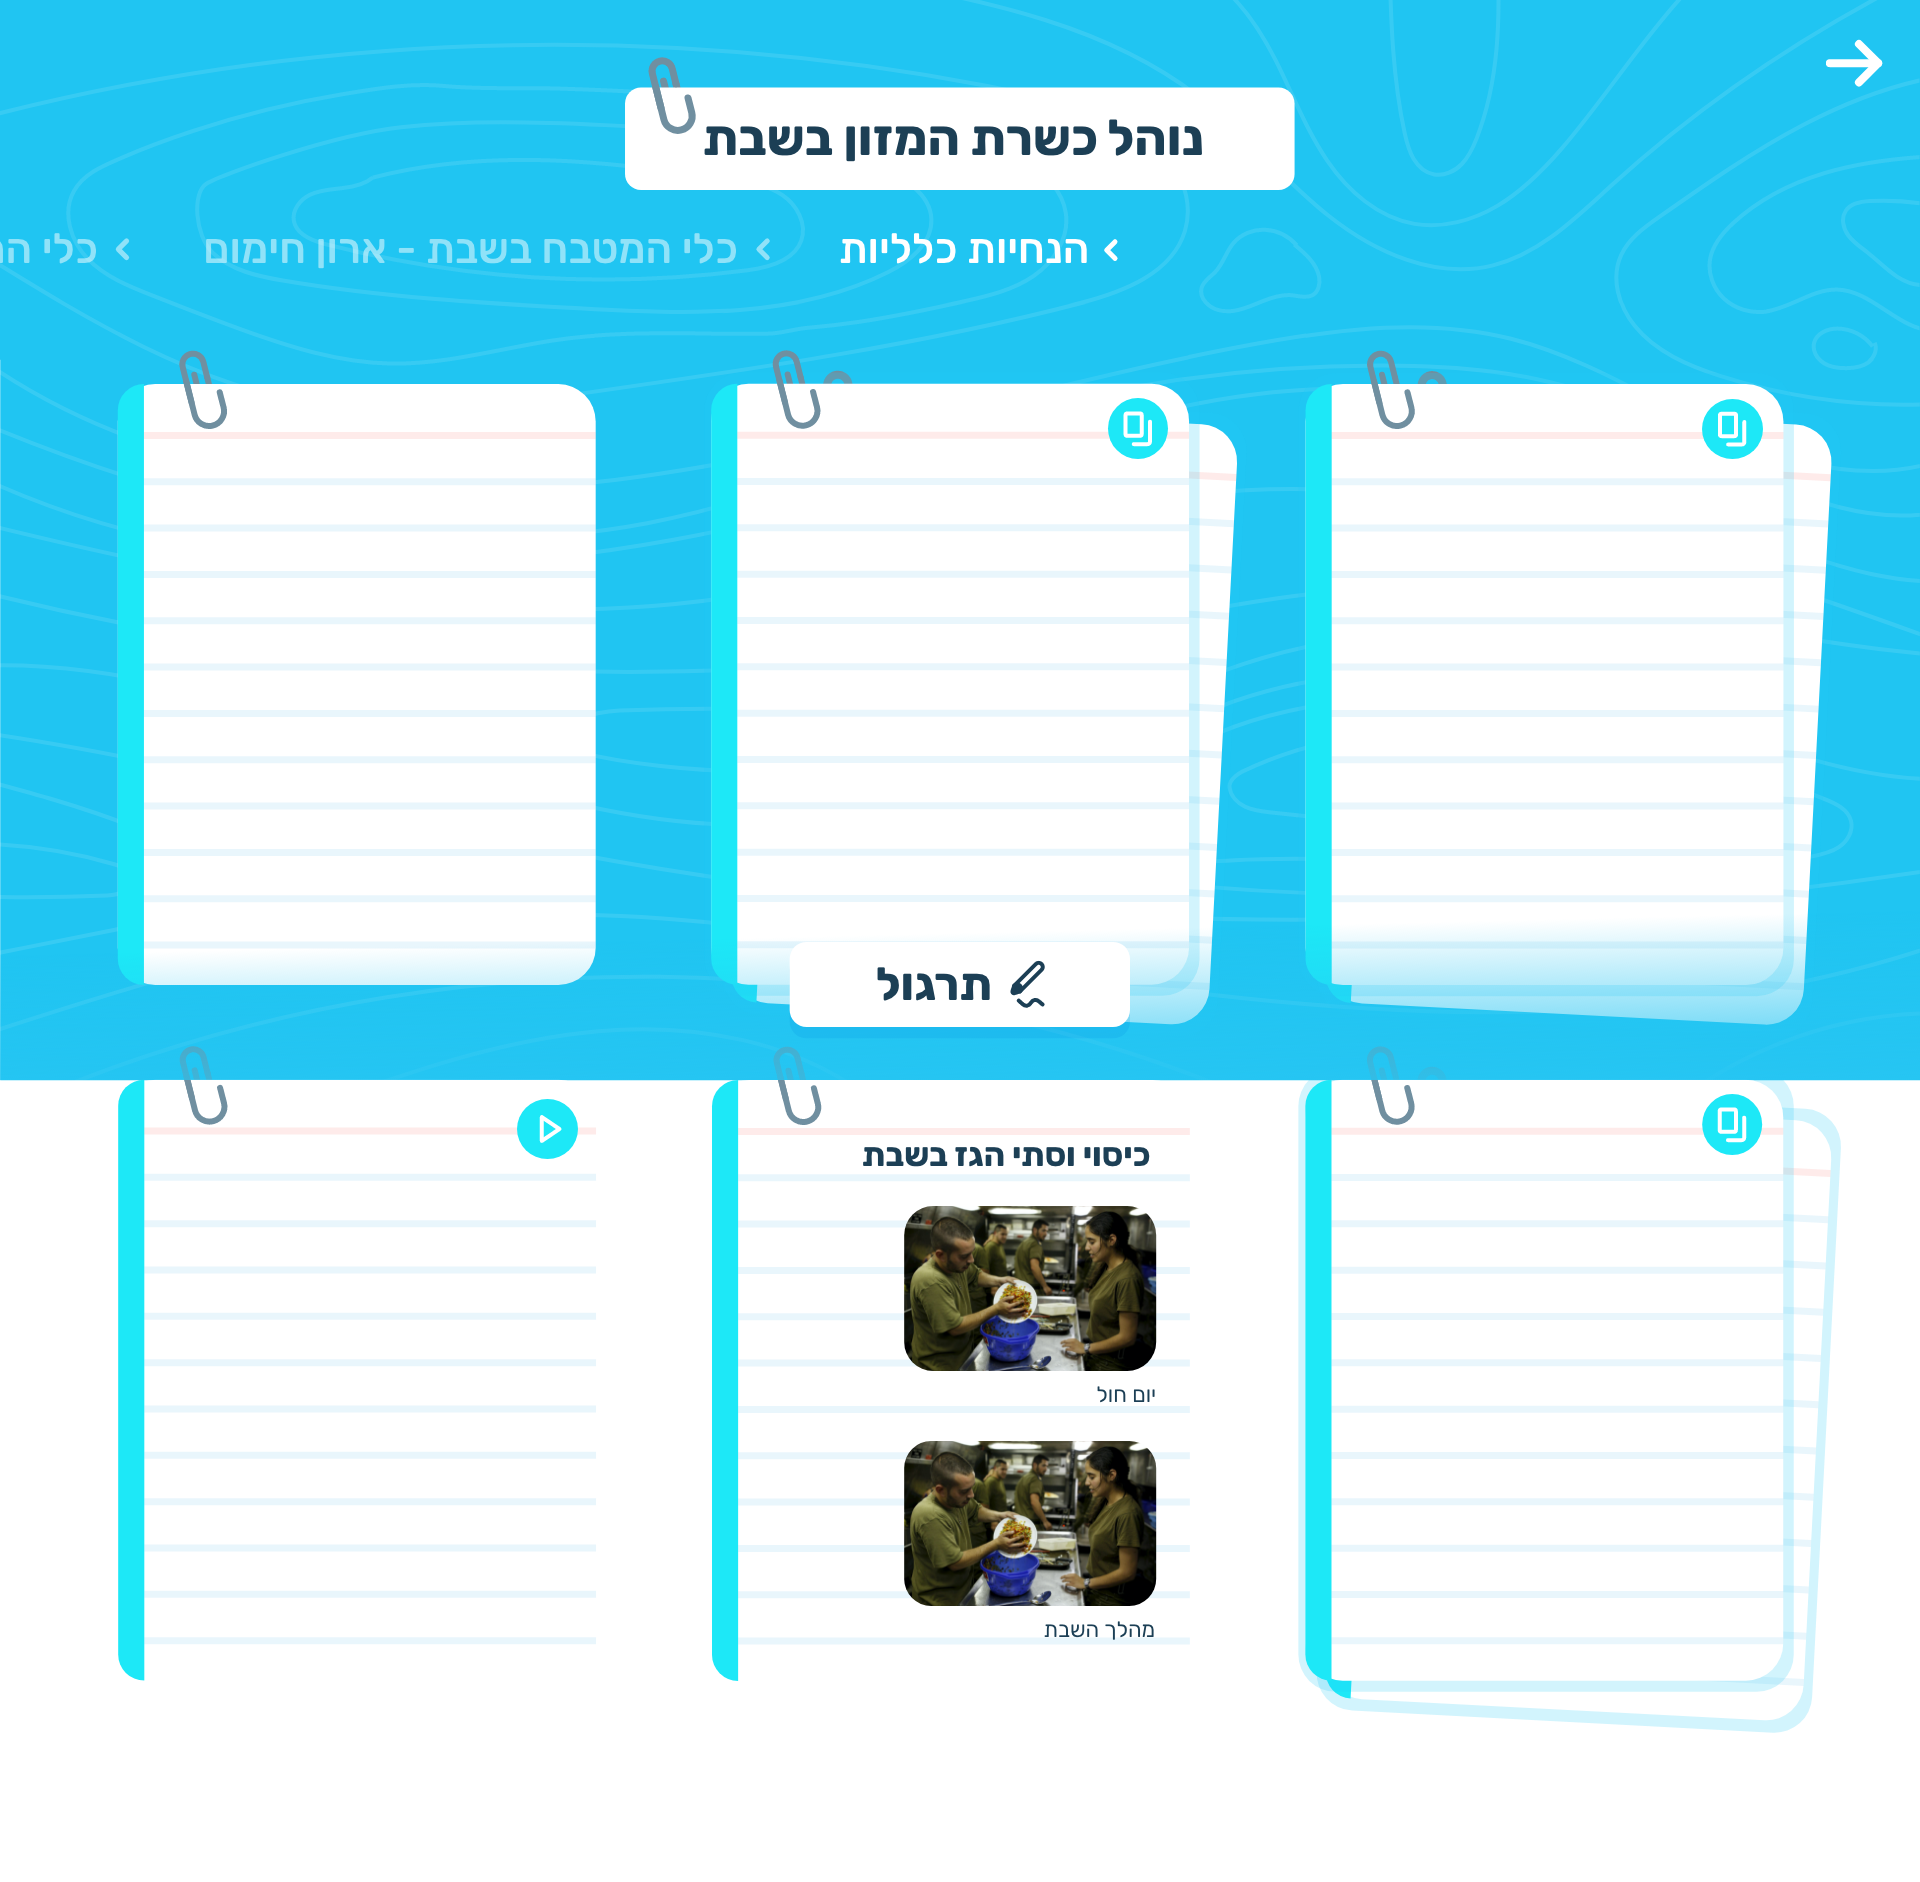 נוהל כשרת המזון בשבת
הנחיות כלליות
כלי המטבח בשבת - ארון חימום
כלי
תרגול
כיסוי וסתי הגז בשבת
יום חול
מהלך השבת